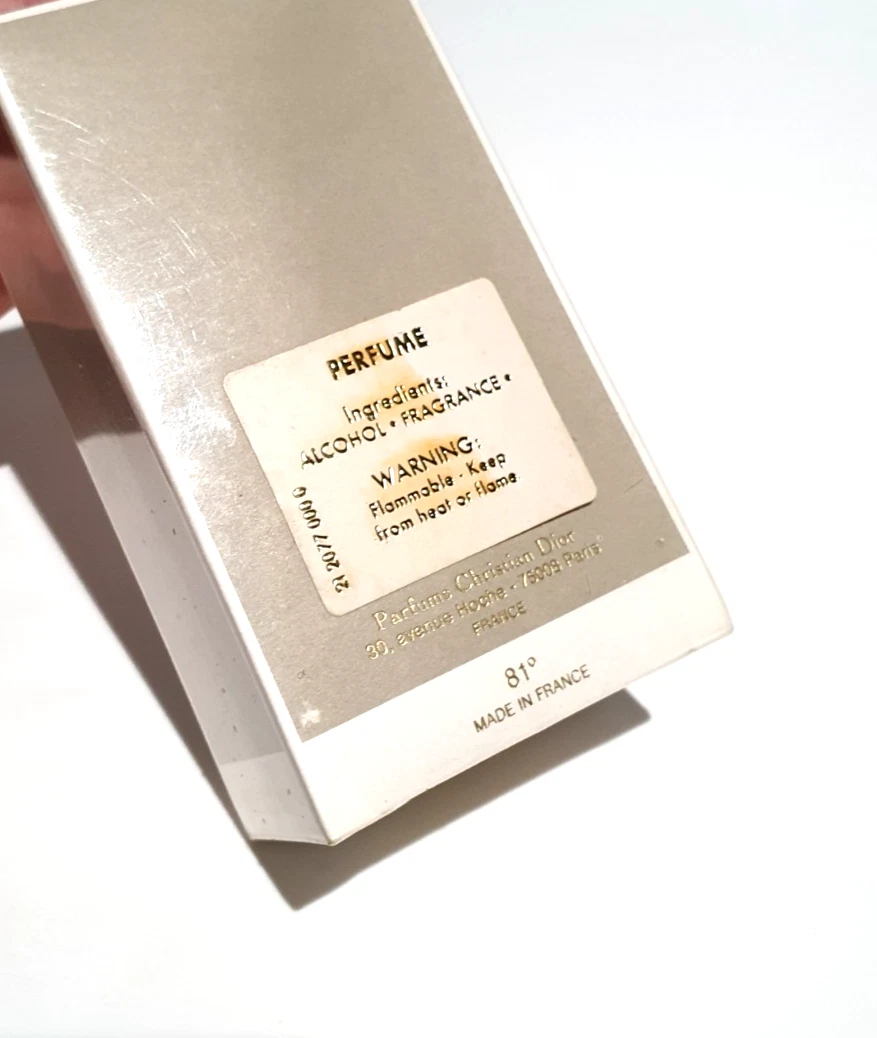 PERFUME
Ingredients:
ALCOHOL • FRAGRANCE •
WARNING:
Flammable - Keep
from heat or flame.
21 2077 000 0
Parfums Christian Dior
30, avenue Hoche - 75008 Paris
FRANCE
81°
MADE IN FRANCE